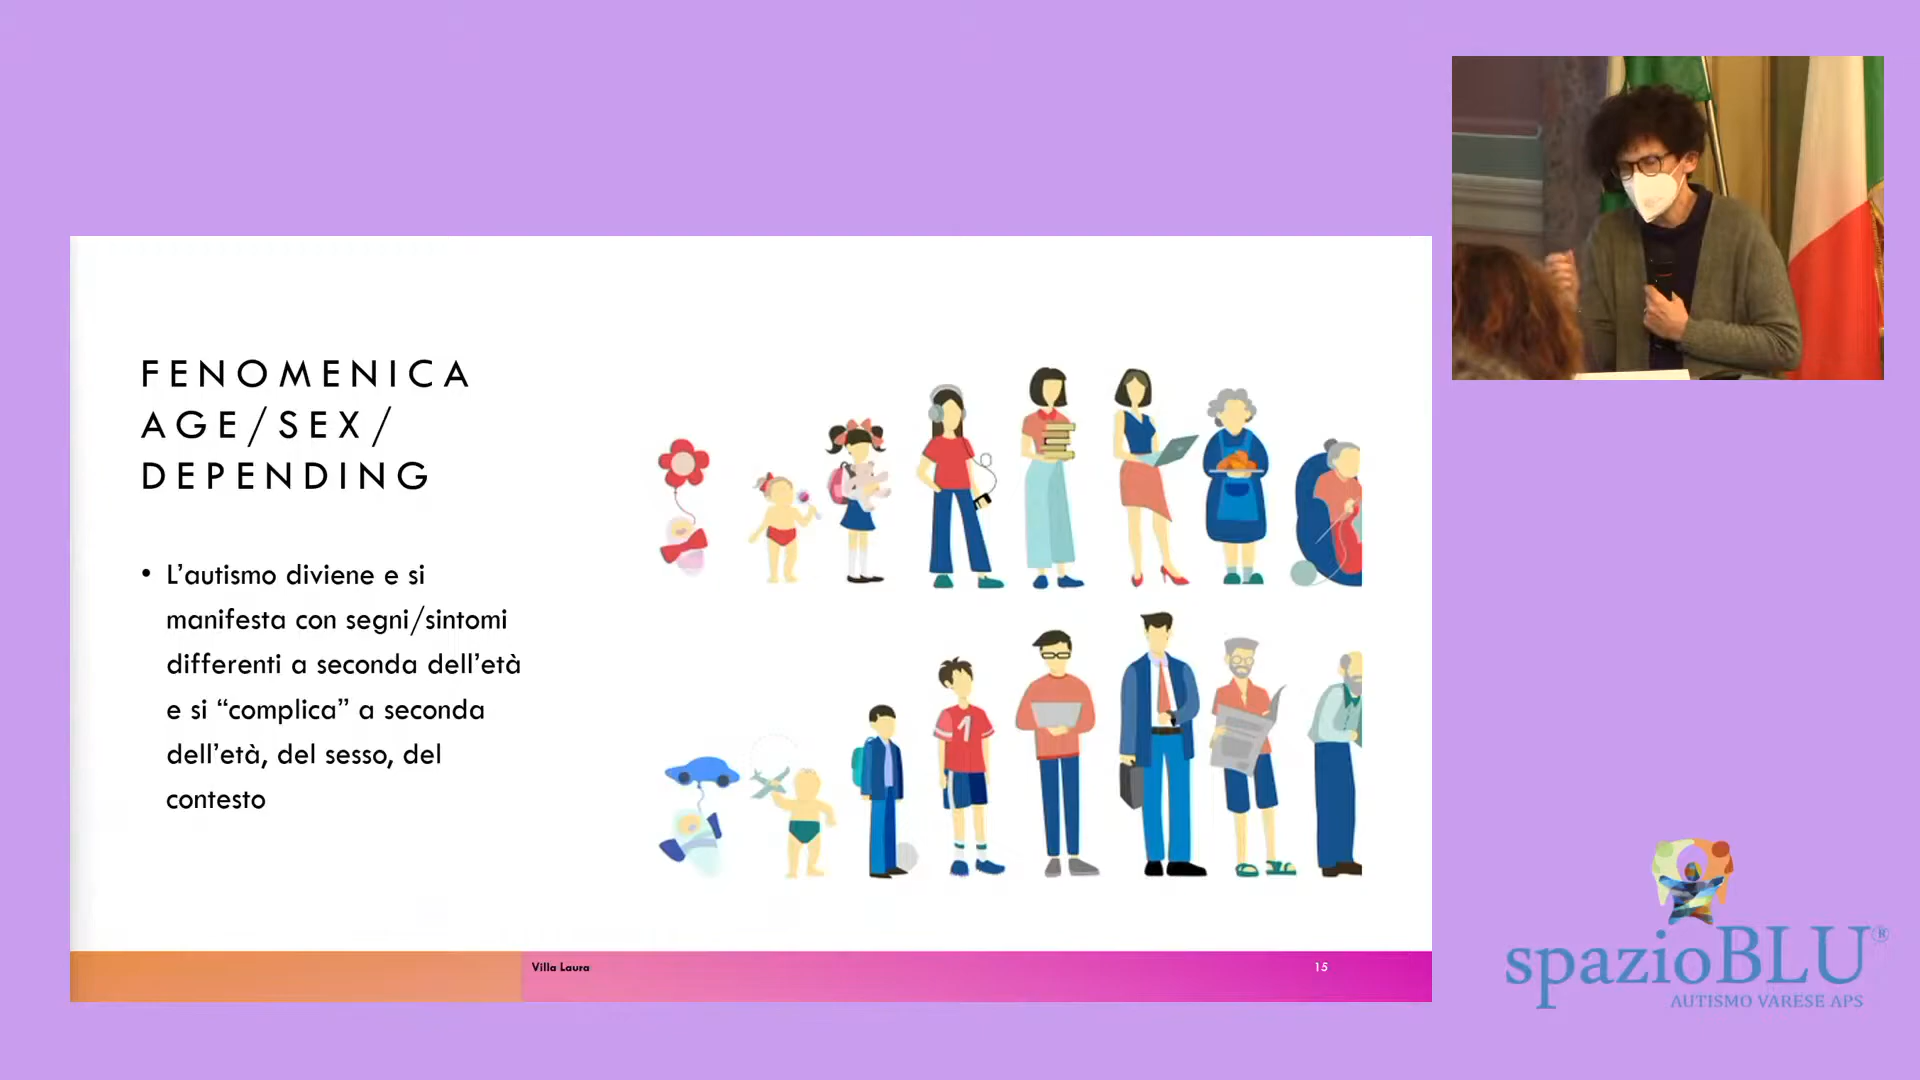 FENOMENICA
AGE/SEX/
DEPENDING
• L’autismo diviene e si
manifesta con segni/sintomi
differenti a seconda dell’età
e si “complica” a seconda
dell’età, del sesso, del
contesto
1
Villa Laura
15
spazioBLU®
AUTISMO VARESE APS